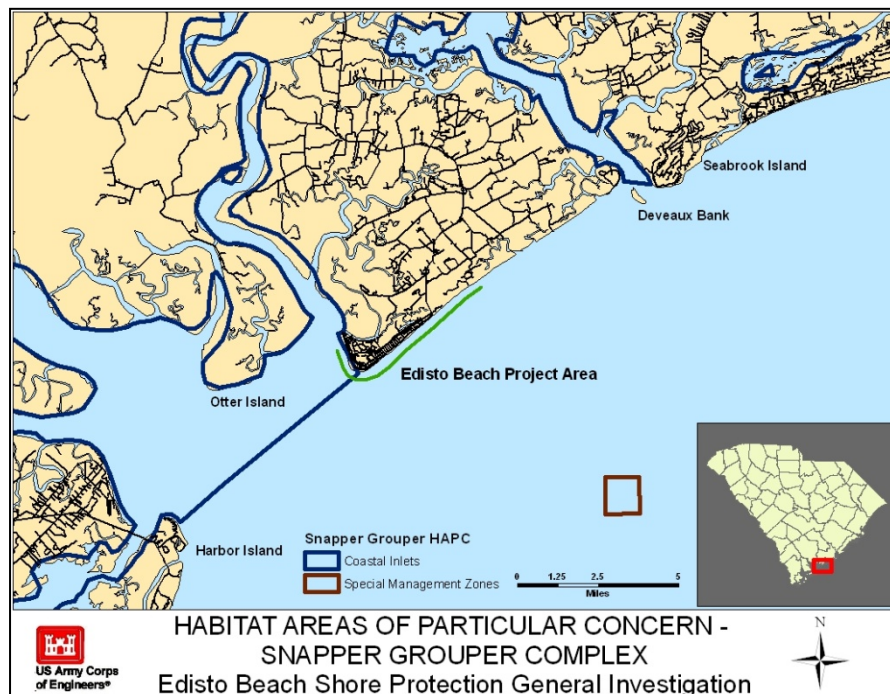 Seabrook Island
Deveaux Bank
Edisto Beach Project Area
Otter Island
Harbor Island
Snapper Grouper HAPC
Coastal Inlets
Special Management Zones
0 1.25 2.5 5
Miles
HABITAT AREAS OF PARTICULAR CONCERN -
SNAPPER GROUPER COMPLEX
Edisto Beach Shore Protection General Investigation
US Army Corps
of Engineers®
N